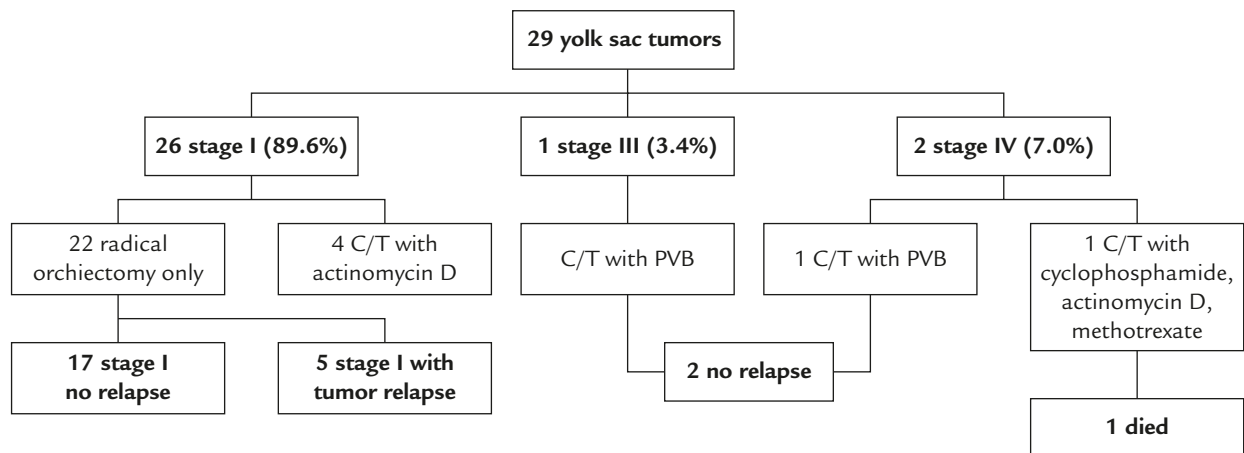 29 yolk sac tumors
26 stage I (89.6%)
1 stage III (3.4%)
2 stage IV (7.0%)
22 radical
orchiectomy only
4 C/T with
actinomycin D
C/T with PVB
1 C/T with PVB
1 C/T with
cyclophosphamide,
actinomycin D,
methotrexate
17 stage I
no relapse
5 stage I with
tumor relapse
2 no relapse
1 died